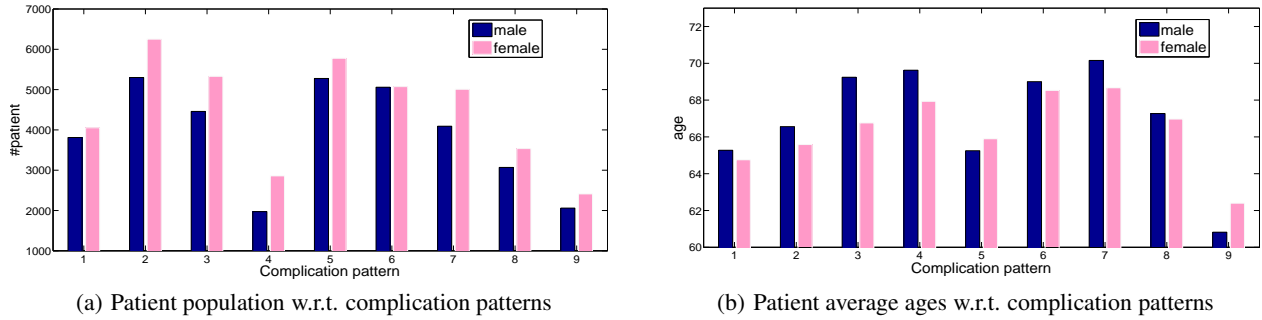 7000
6000
5000
4000
3000
2000
1000
#patient
male
female
1 2 3 4 5 6 7 8 9
Complication pattern
(a) Patient population w.r.t. complication patterns
72
70
68
66
64
62
60
age
male
female
1 2 3 4 5 6 7 8 9
Complication pattern
(b) Patient average ages w.r.t. complication patterns